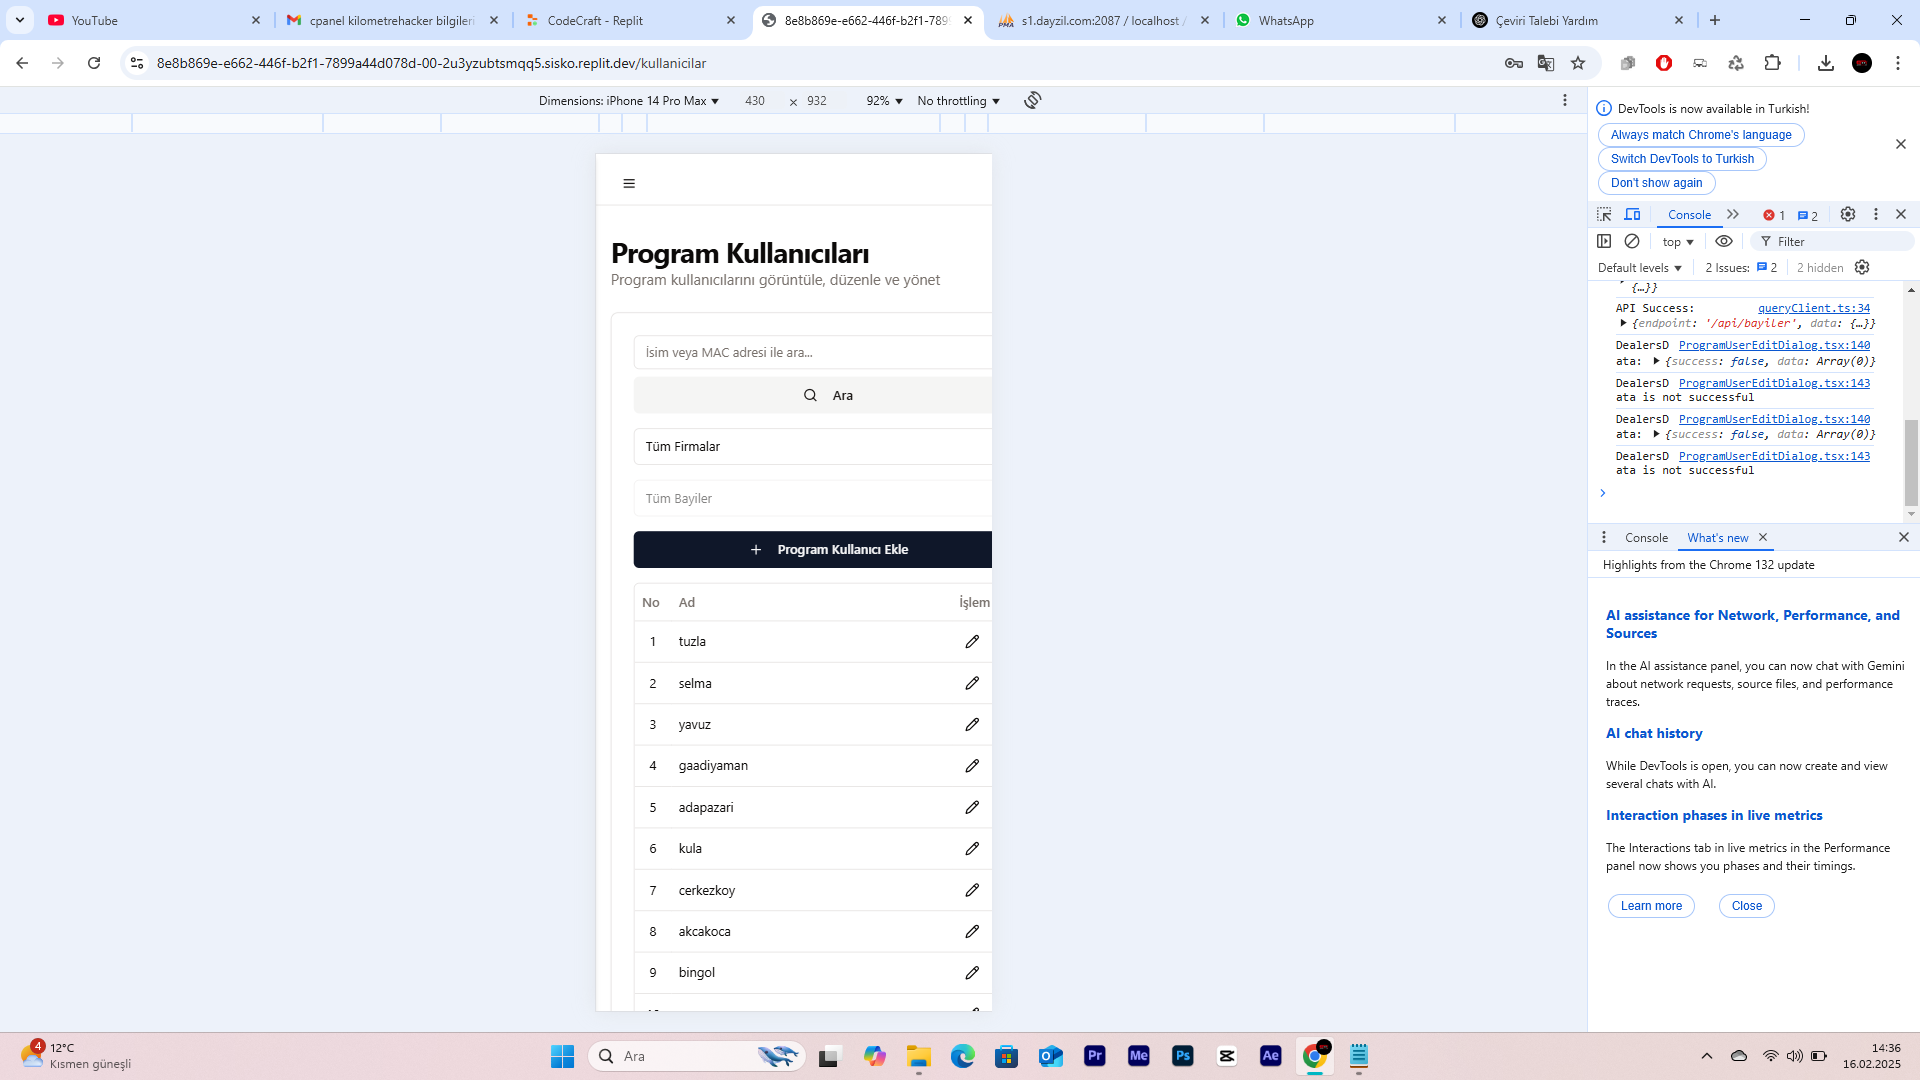 YouTube
cpanel kilometrehacker bilgileri
CodeCraft - Replit
8e8b869e-e662-446f-b2f1-789
s1.dayzil.com:2087 / localhost /
WhatsApp
Çeviri Talebi Yardım
8e8b869e-e662-446f-b2f1-7899a44d078d-00-2u3yzubtsmqq5.sisko.replit.dev/kullanicilar
Dimensions: iPhone 14 Pro Max 430 × 932 92% No throttling
Program Kullanıcıları
Program kullanıcılarını görüntüle, düzenle ve yönet
İsim veya MAC adresi ile ara...
Ara
Tüm Firmalar
Tüm Bayiler
+ Program Kullanıcı Ekle
No Ad İşlem
1 tuzla
2 selma
3 yavuz
4 gaadiyaman
5 adapazari
6 kula
7 cerkezkoy
8 akcakoca
9 bingol
DevTools is now available in Turkish!
Always match Chrome's language
Switch DevTools to Turkish
Don't show again
Console 1 2
top Filter
Default levels 2 Issues: 2 2 hidden
{…}}
API Success: queryClient.ts:34
{endpoint: '/api/bayiler', data: {…}}
DealersD ProgramUserEditDialog.tsx:140
ata: {success: false, data: Array(0)}
DealersD ProgramUserEditDialog.tsx:143
ata is not successful
DealersD ProgramUserEditDialog.tsx:140
ata: {success: false, data: Array(0)}
DealersD ProgramUserEditDialog.tsx:143
ata is not successful
Console What's new
Highlights from the Chrome 132 update
AI assistance for Network, Performance, and
Sources
In the AI assistance panel, you can now chat with Gemini
about network requests, source files, and performance
traces.
AI chat history
While DevTools is open, you can now create and view
several chats with AI.
Interaction phases in live metrics
The Interactions tab in live metrics in the Performance
panel now shows you phases and their timings.
Learn more
Close
4
12°C
Kısmen güneşli
Ara
Pr
Me
Ps
Ae
14:36
16.02.2025